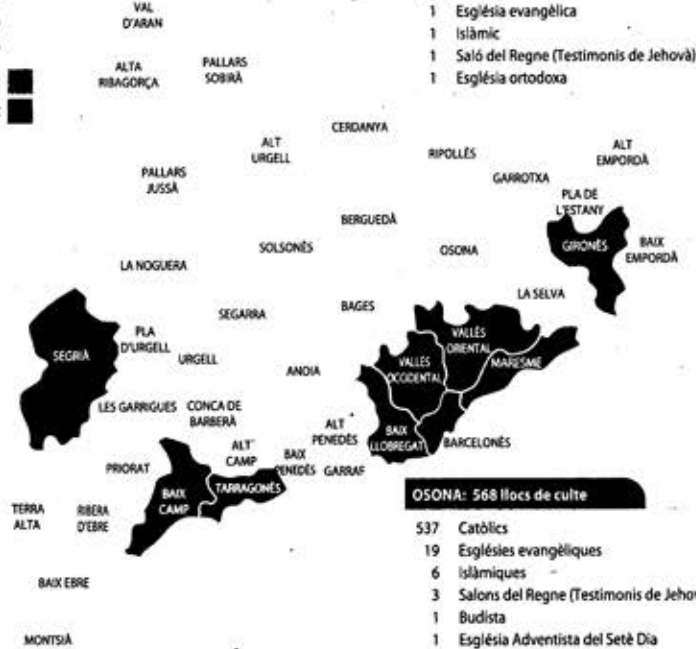 VAL
D'ARAN
1 Església evangèlica
1 Islàmic
1 Saló del Regne (Testimonis de Jehovà)
1 Església ortodoxa
ALTA
RIBAGORÇA
PALLARS
SOBIRÀ
CERDANYA
ALT
URGELL
RIPOLLÈS
ALT
EMPORDÀ
PALLARS
JUSSÀ
GARROTXA
PLA DE
L'ESTANY
BERGUEDÀ
SOLSONÈS
OSONA
GIRONÈS
BAIX
EMPORDÀ
LA NOGUERA
LA SELVA
SEGARRA
BAGES
PLA
D'URGELL
URGELL
SEGRIÀ
ANOIA
VALLÈS
ORIENTAL
VALLÈS
OCCIDENTAL
MARESME
LES GARRIGUES
CONCA DE
BARBERÀ
ALT
PENEDÈS
BAIX
LLOBREGAT
BARCELONÈS
ALT
CAMP
BAIX
PENEDÈS
GARRAF
PRIORAT
BAIX
CAMP
TARRAGONÈS
TERRA
ALTA
RIBERA
D'EBRE
BAIX EBRE
MONTSIÀ
OSONA: 568 llocs de culte
537 Catòlics
19 Esglésies evangèliques
6 Islàmiques
3 Salons del Regne (Testimonis de Jehov
1 Budista
1 Església Adventista del Setè Dia